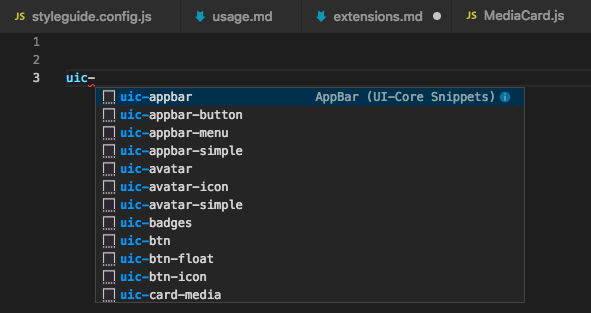 JS styleguide.config.js usage.md extensions.md JS MediaCard.js
1
2
3 uic-
uic-appbar AppBar (UI-Core Snippets)
uic-appbar-button
uic-appbar-menu
uic-appbar-simple
uic-avatar
uic-avatar-icon
uic-avatar-simple
uic-badges
uic-btn
uic-btn-float
uic-btn-icon
uic-card-media